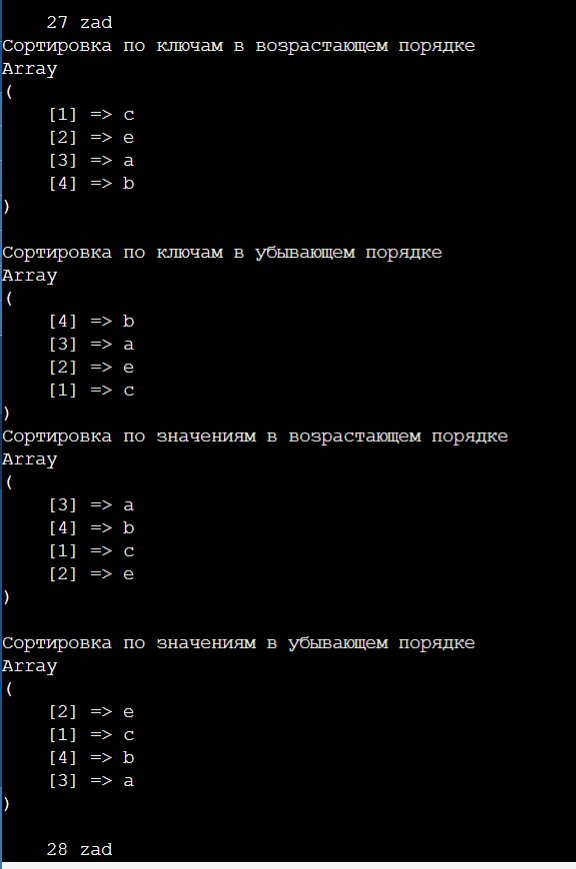 27 zad
Сортировка по ключам в возрастающем порядке
Array
(
[1] => c
[2] => e
[3] => a
[4] => b
)
Сортировка по ключам в убывающем порядке
Array
(
[4] => b
[3] => a
[2] => e
[1] => c
)
Сортировка по значениям в возрастающем порядке
Array
(
[3] => a
[4] => b
[1] => c
[2] => e
)
Сортировка по значениям в убывающем порядке
Array
(
[2] => e
[1] => c
[4] => b
[3] => a
)
28 zad